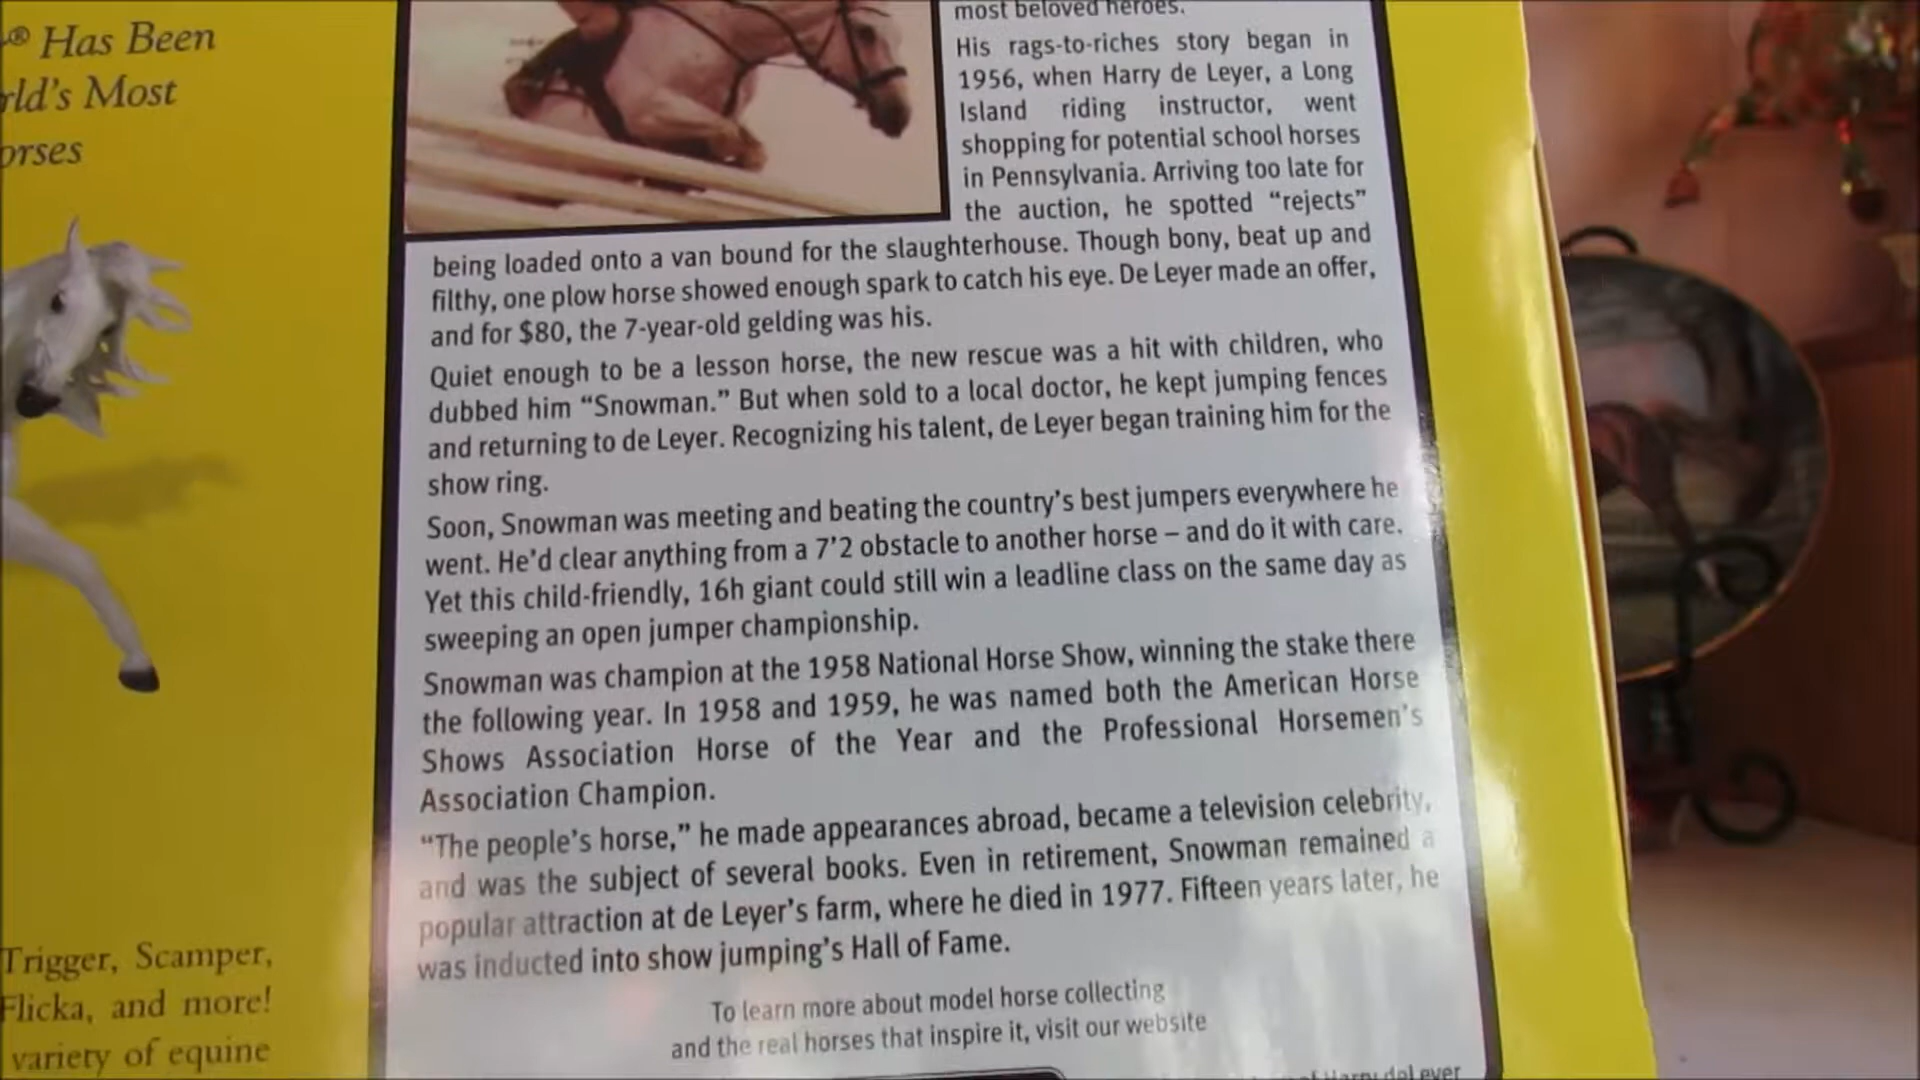 ® Has Been
rld's Most
orses
Trigger, Scamper,
Flicka, and more!
variety of equine
most beloved heroes.
His rags-to-riches story began in
1956, when Harry de Leyer, a Long
Island riding instructor, went
shopping for potential school horses
in Pennsylvania. Arriving too late for
the auction, he spotted "rejects"
being loaded onto a van bound for the slaughterhouse. Though bony, beat up and
filthy, one plow horse showed enough spark to catch his eye. De Leyer made an offer,
and for $80, the 7-year-old gelding was his.
Quiet enough to be a lesson horse, the new rescue was a hit with children, who
dubbed him "Snowman." But when sold to a local doctor, he kept jumping fences
and returning to de Leyer. Recognizing his talent, de Leyer began training him for the
show ring.
Soon, Snowman was meeting and beating the country's best jumpers everywhere he
went. He'd clear anything from a 7'2 obstacle to another horse – and do it with care.
Yet this child-friendly, 16h giant could still win a leadline class on the same day as
sweeping an open jumper championship.
Snowman was champion at the 1958 National Horse Show, winning the stake there
the following year. In 1958 and 1959, he was named both the American Horse
Shows Association Horse of the Year and the Professional Horsemen's
Association Champion.
"The people's horse," he made appearances abroad, became a television celebrity,
and was the subject of several books. Even in retirement, Snowman remained a
popular attraction at de Leyer's farm, where he died in 1977. Fifteen years later, he
was inducted into show jumping's Hall of Fame.
To learn more about model horse collecting
and the real horses that inspire it, visit our website
of Harry deLeyer